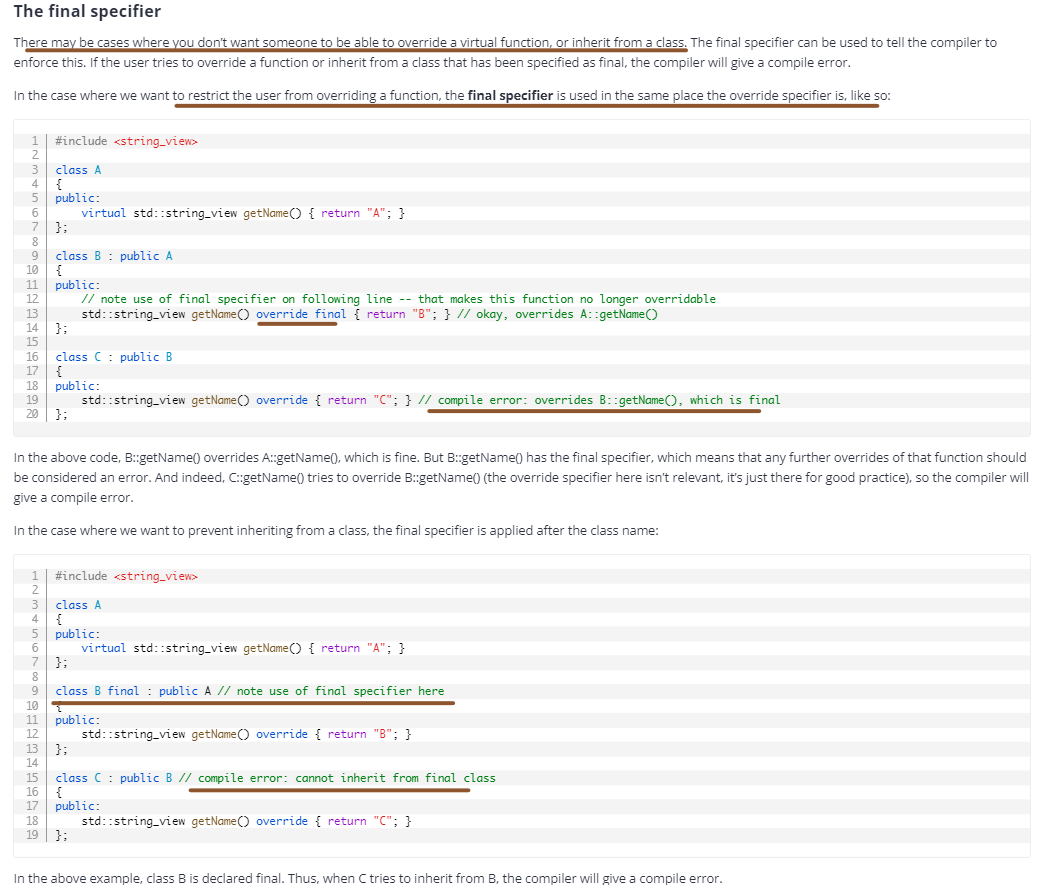 The final specifier
There may be cases where you don't want someone to be able to override a virtual function, or inherit from a class. The final specifier can be used to tell the compiler to
enforce this. If the user tries to override a function or inherit from a class that has been specified as final, the compiler will give a compile error.
In the case where we want to restrict the user from overriding a function, the final specifier is used in the same place the override specifier is, like so:
1 #include <string_view>
2
3 class A
4 {
5 public:
6     virtual std::string_view getName() { return "A"; }
7 };
8
9 class B : public A
10 {
11 public:
12     // note use of final specifier on following line -- that makes this function no longer overridable
13     std::string_view getName() override final { return "B"; } // okay, overrides A::getName()
14 };
15
16 class C : public B
17 {
18 public:
19     std::string_view getName() override { return "C"; } // compile error: overrides B::getName(), which is final
20 };
In the above code, B::getName() overrides A::getName(), which is fine. But B::getName() has the final specifier, which means that any further overrides of that function should
be considered an error. And indeed, C::getName() tries to override B::getName() (the override specifier here isn't relevant, it's just there for good practice), so the compiler will
give a compile error.
In the case where we want to prevent inheriting from a class, the final specifier is applied after the class name:
1 #include <string_view>
2
3 class A
4 {
5 public:
6     virtual std::string_view getName() { return "A"; }
7 };
8
9 class B final : public A // note use of final specifier here
10 {
11 public:
12     std::string_view getName() override { return "B"; }
13 };
14
15 class C : public B // compile error: cannot inherit from final class
16 {
17 public:
18     std::string_view getName() override { return "C"; }
19 };
In the above example, class B is declared final. Thus, when C tries to inherit from B, the compiler will give a compile error.